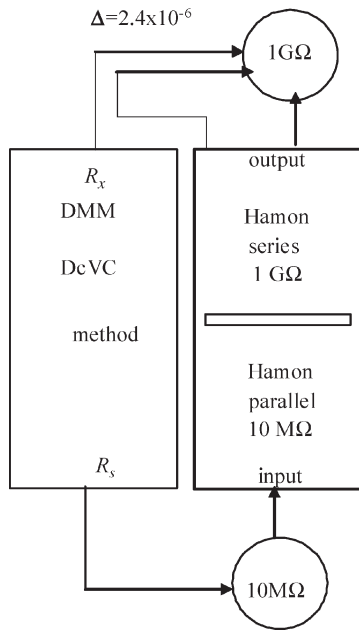 Δ=2.4x10⁻⁶
1GΩ
Rₓ
DMM
DcVC
method
Rₛ
output
Hamon
series
1 GΩ
Hamon
parallel
10 MΩ
input
10MΩ